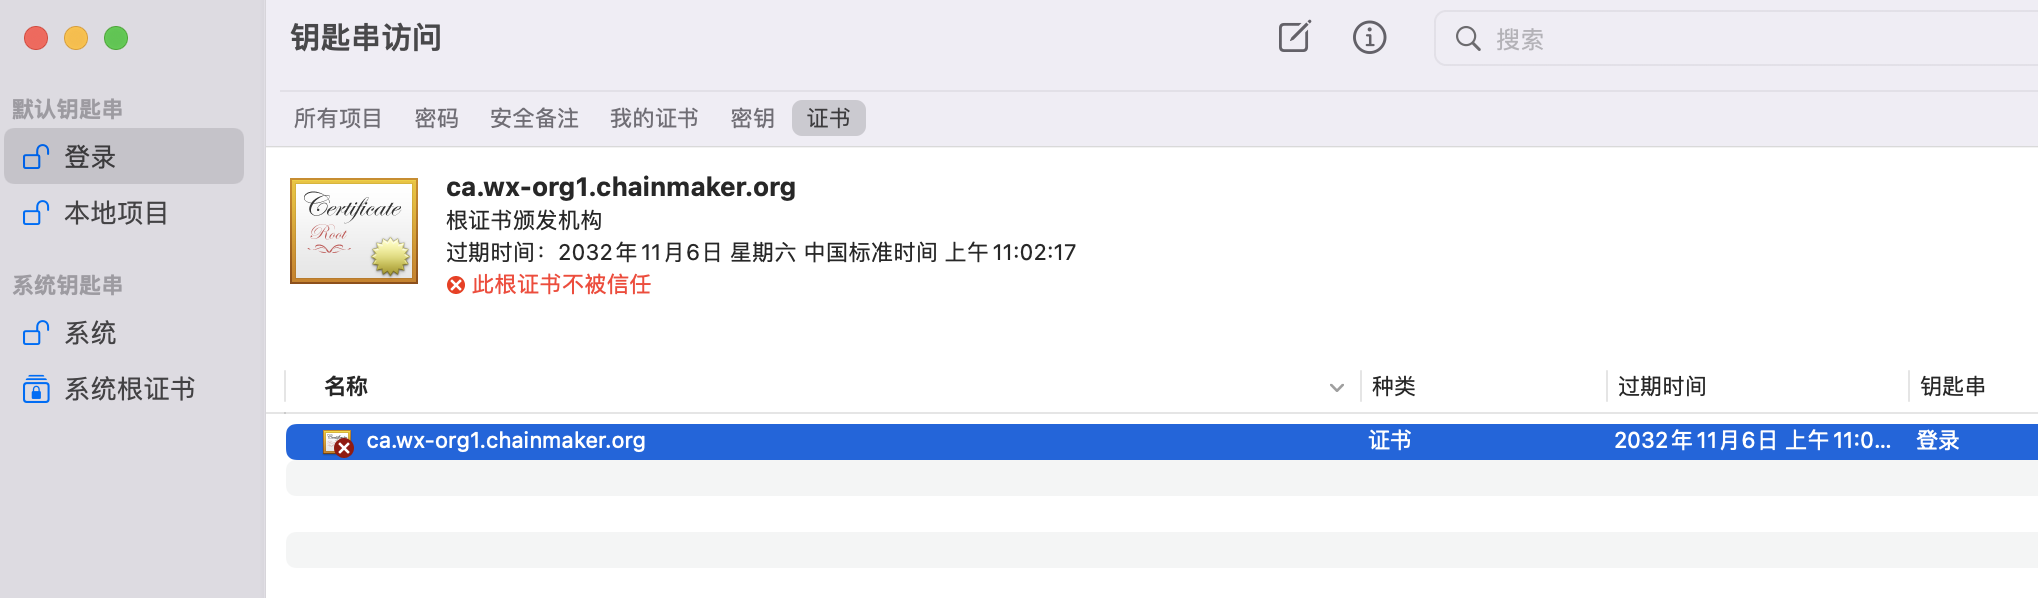 钥匙串访问
搜索
默认钥匙串
登录
本地项目
系统钥匙串
系统
系统根证书
所有项目 密码 安全备注 我的证书 密钥 证书
Certificate
Root
ca.wx-org1.chainmaker.org
根证书颁发机构
过期时间：2032年11月6日 星期六 中国标准时间 上午11:02:17
此根证书不被信任
名称 种类 过期时间 钥匙串
ca.wx-org1.chainmaker.org 证书 2032年11月6日 上午11:0... 登录